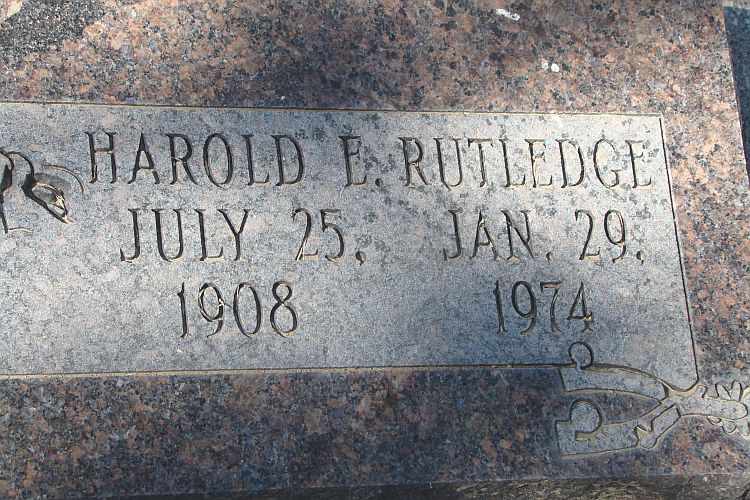 HAROLD E. RUTLEDGE
JULY 25, JAN. 29,
1908 1974